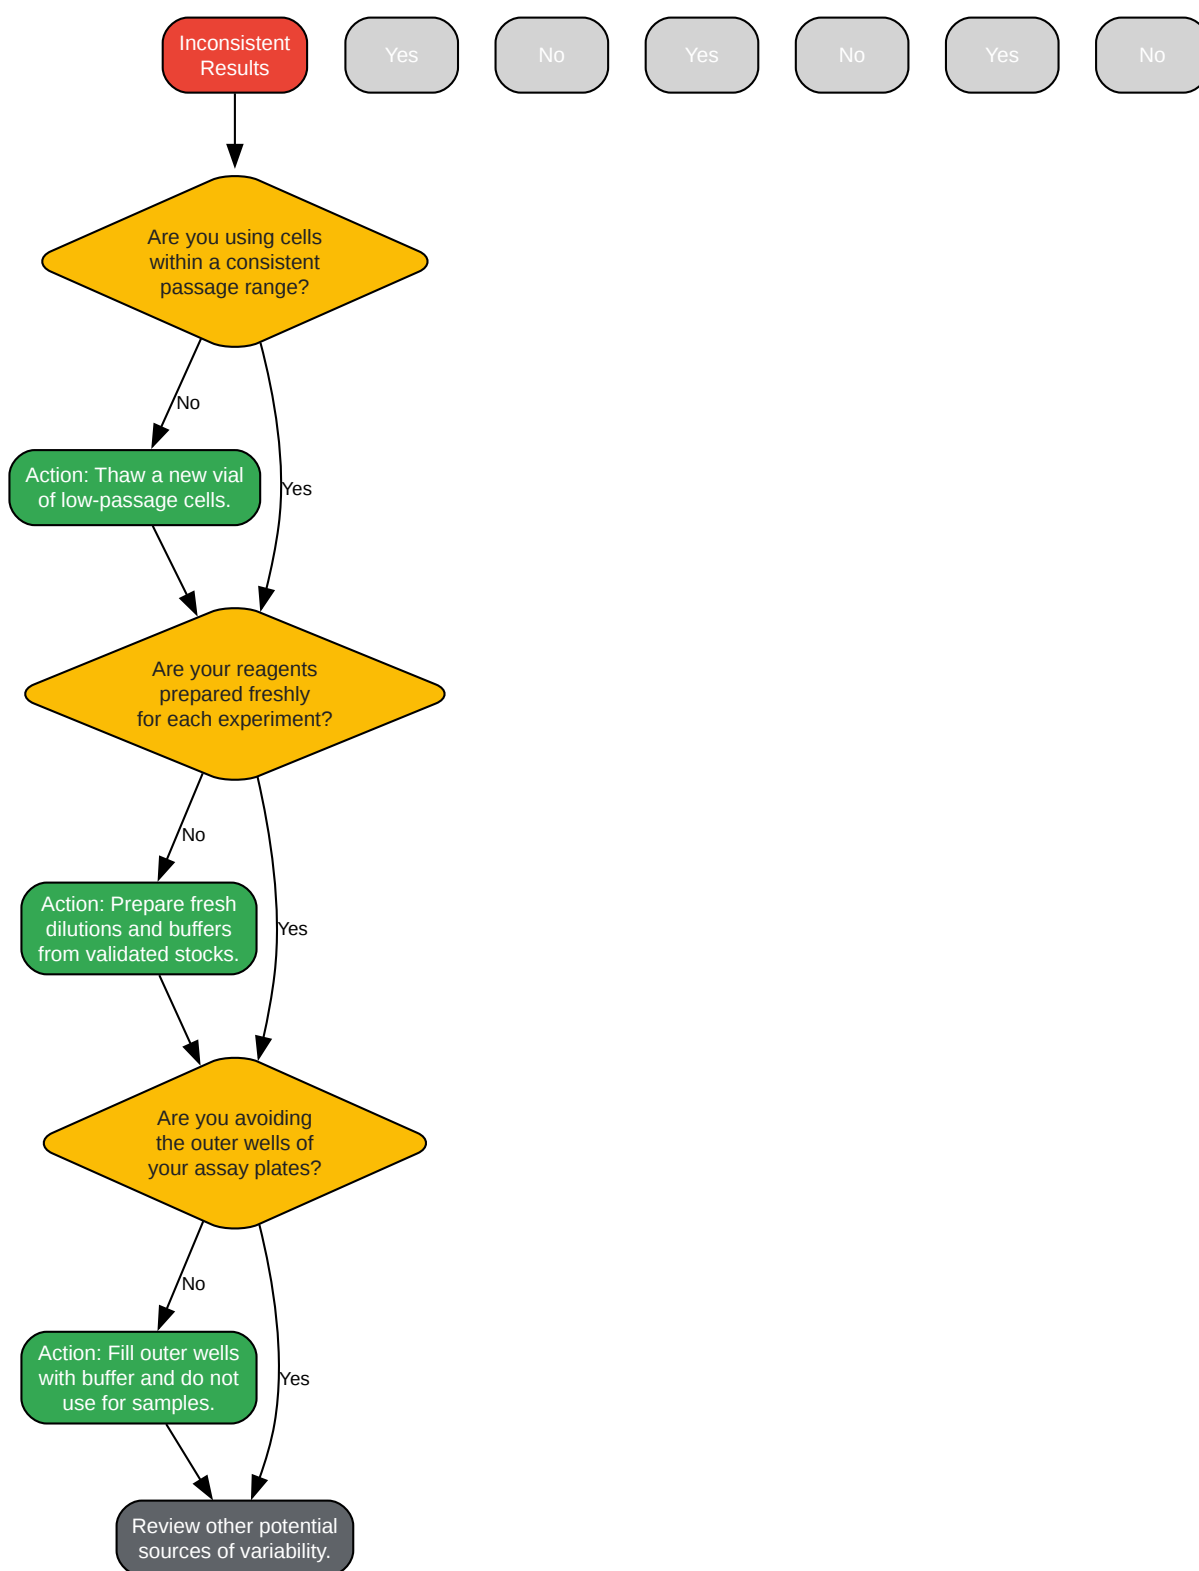 Inconsistent
Results
Yes
No
Yes
No
Yes
No
Are you using cells
within a consistent
passage range?
No
Action: Thaw a new vial
of low-passage cells.
Yes
Are your reagents
prepared freshly
for each experiment?
No
Action: Prepare fresh
dilutions and buffers
from validated stocks.
Yes
Are you avoiding
the outer wells of
your assay plates?
No
Action: Fill outer wells
with buffer and do not
use for samples.
Yes
Review other potential
sources of variability.